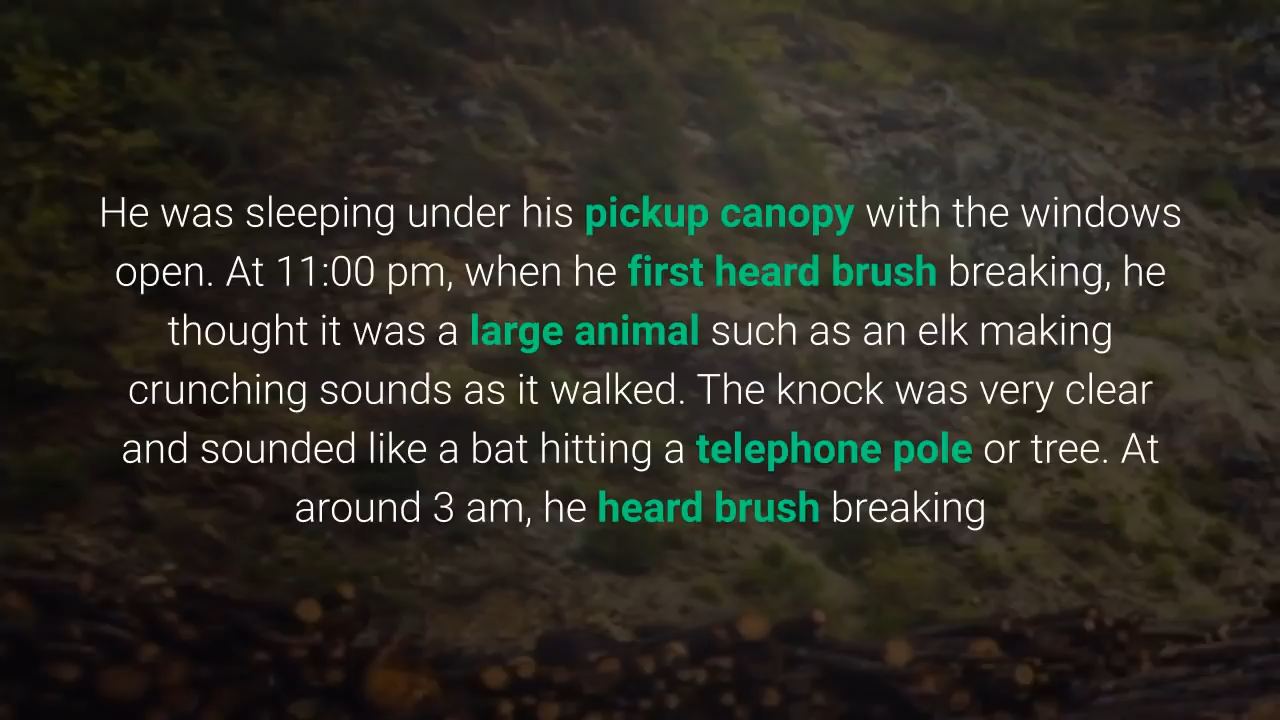 He was sleeping under his pickup canopy with the windows
open. At 11:00 pm, when he first heard brush breaking, he
thought it was a large animal such as an elk making
crunching sounds as it walked. The knock was very clear
and sounded like a bat hitting a telephone pole or tree. At
around 3 am, he heard brush breaking